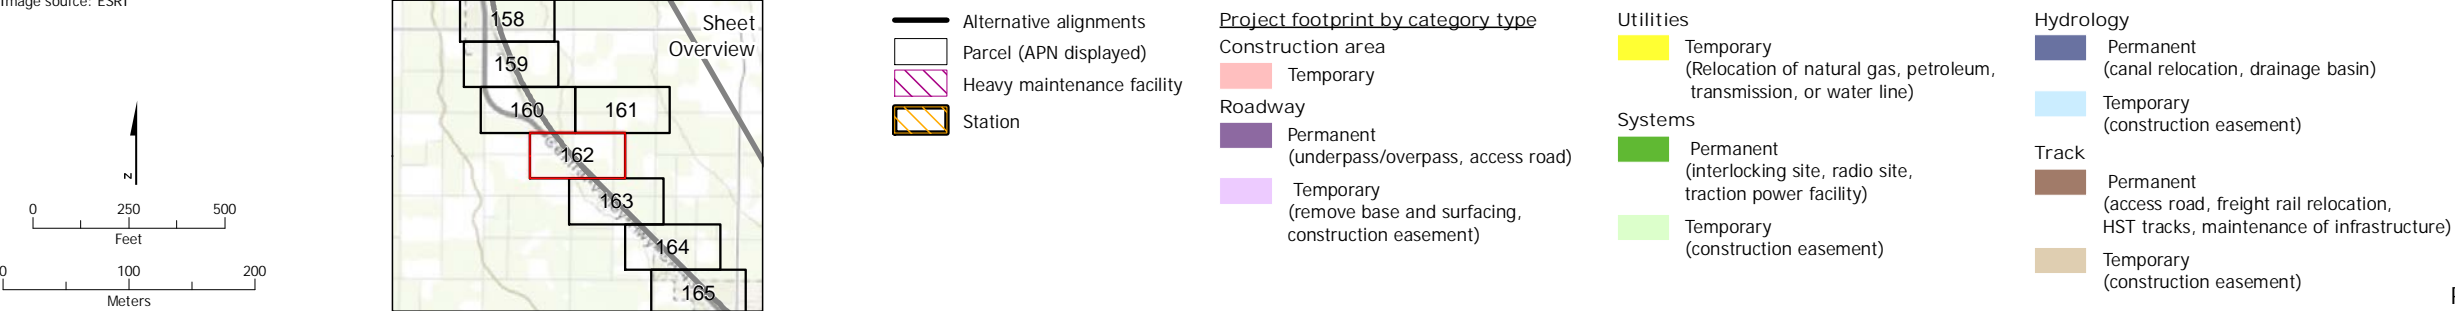 Image source: ESRI
N
0 250 500
Feet
0 100 200
Meters
Sheet
Overview
158
159
160
161
162
163
164
165
Alternative alignments
Parcel (APN displayed)
Heavy maintenance facility
Station
Project footprint by category type
Construction area
Temporary
Roadway
Permanent
(underpass/overpass, access road)
Temporary
(remove base and surfacing,
construction easement)
Utilities
Temporary
(Relocation of natural gas, petroleum,
transmission, or water line)
Systems
Permanent
(interlocking site, radio site,
traction power facility)
Temporary
(construction easement)
Hydrology
Permanent
(canal relocation, drainage basin)
Temporary
(construction easement)
Track
Permanent
(access road, freight rail relocation,
HST tracks, maintenance of infrastructure)
Temporary
(construction easement)